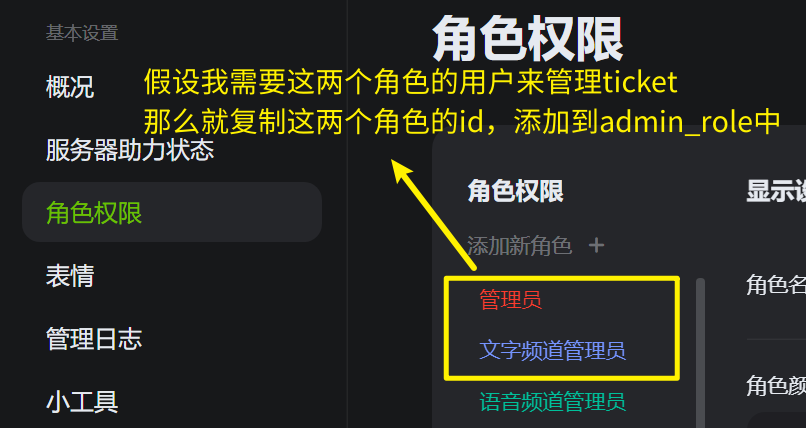 基本设置
概况
服务器助力状态
角色权限
表情
管理日志
小工具
角色权限
假设我需要这两个角色的用户来管理ticket
那么就复制这两个角色的id，添加到admin_role中
角色权限
添加新角色 +
管理员
文字频道管理员
语音频道管理员
显示设
角色名
角色颜